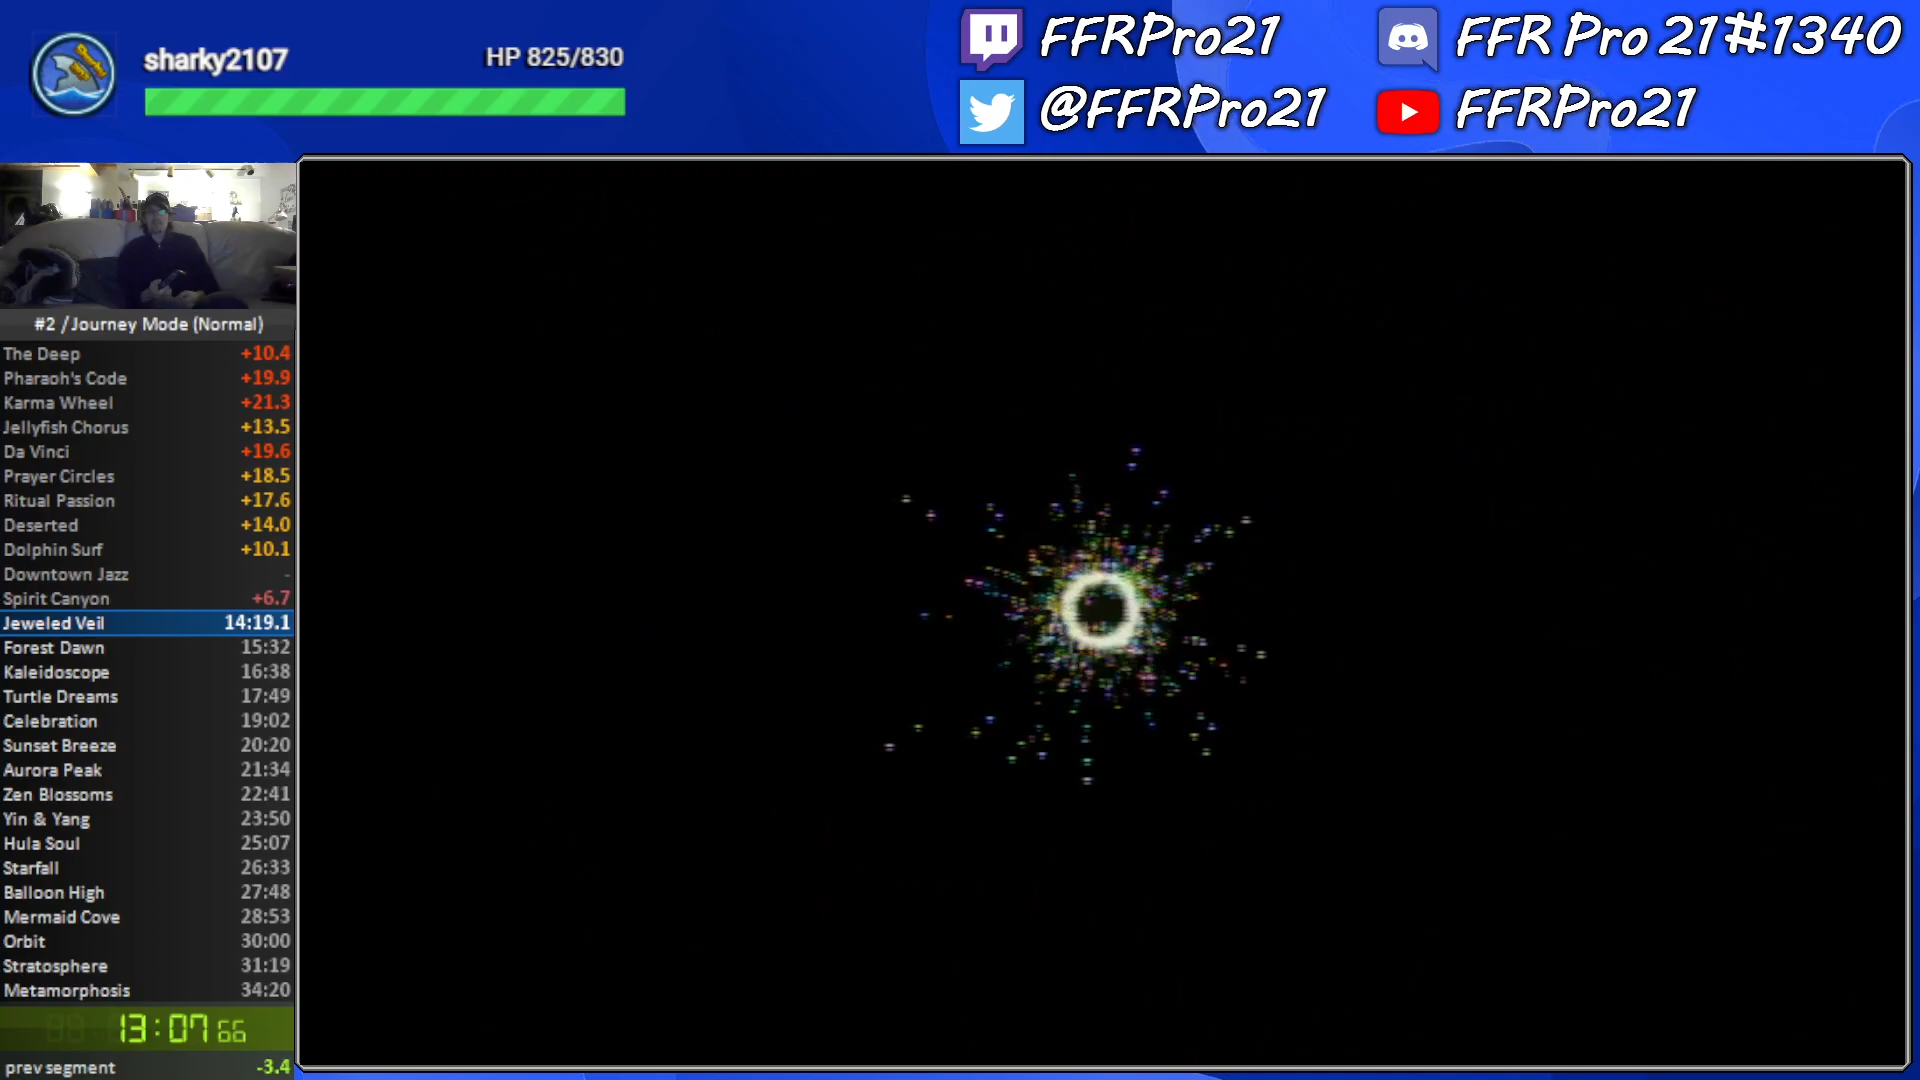 sharky2107
HP 825/830
FFRPro21
FFR Pro 21#1340
@FFRPro21
FFRPro21
#2 / Journey Mode (Normal)
The Deep +10.4
Pharaoh's Code +19.9
Karma Wheel +21.3
Jellyfish Chorus +13.5
Da Vinci +19.6
Prayer Circles +18.5
Ritual Passion +17.6
Deserted +14.0
Dolphin Surf +10.1
Downtown Jazz -
Spirit Canyon +6.7
Jeweled Veil 14:19.1
Forest Dawn 15:32
Kaleidoscope 16:38
Turtle Dreams 17:49
Celebration 19:02
Sunset Breeze 20:20
Aurora Peak 21:34
Zen Blossoms 22:41
Yin & Yang 23:50
Hula Soul 25:07
Starfall 26:33
Balloon High 27:48
Mermaid Cove 28:53
Orbit 30:00
Stratosphere 31:19
Metamorphosis 34:20
13:07 66
prev segment -3.4